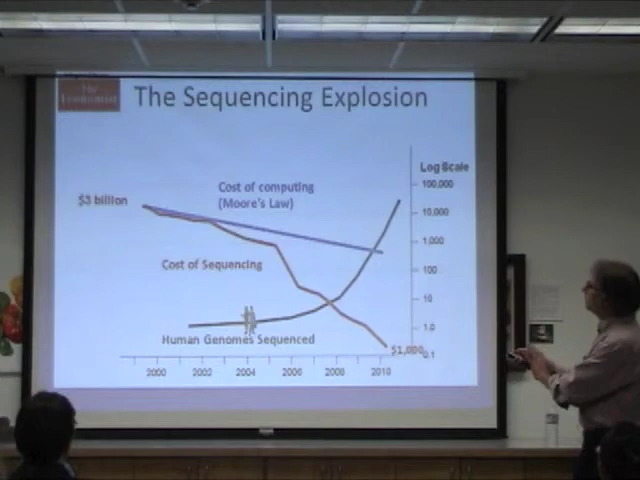 The Economist
The Sequencing Explosion
Log Scale
Cost of computing
(Moore's Law)
$3 billion
Cost of Sequencing
Human Genomes Sequenced
100,000
10,000
1,000
100
10
1.0
0.1
$1,000
2000
2002
2004
2006
2008
2010